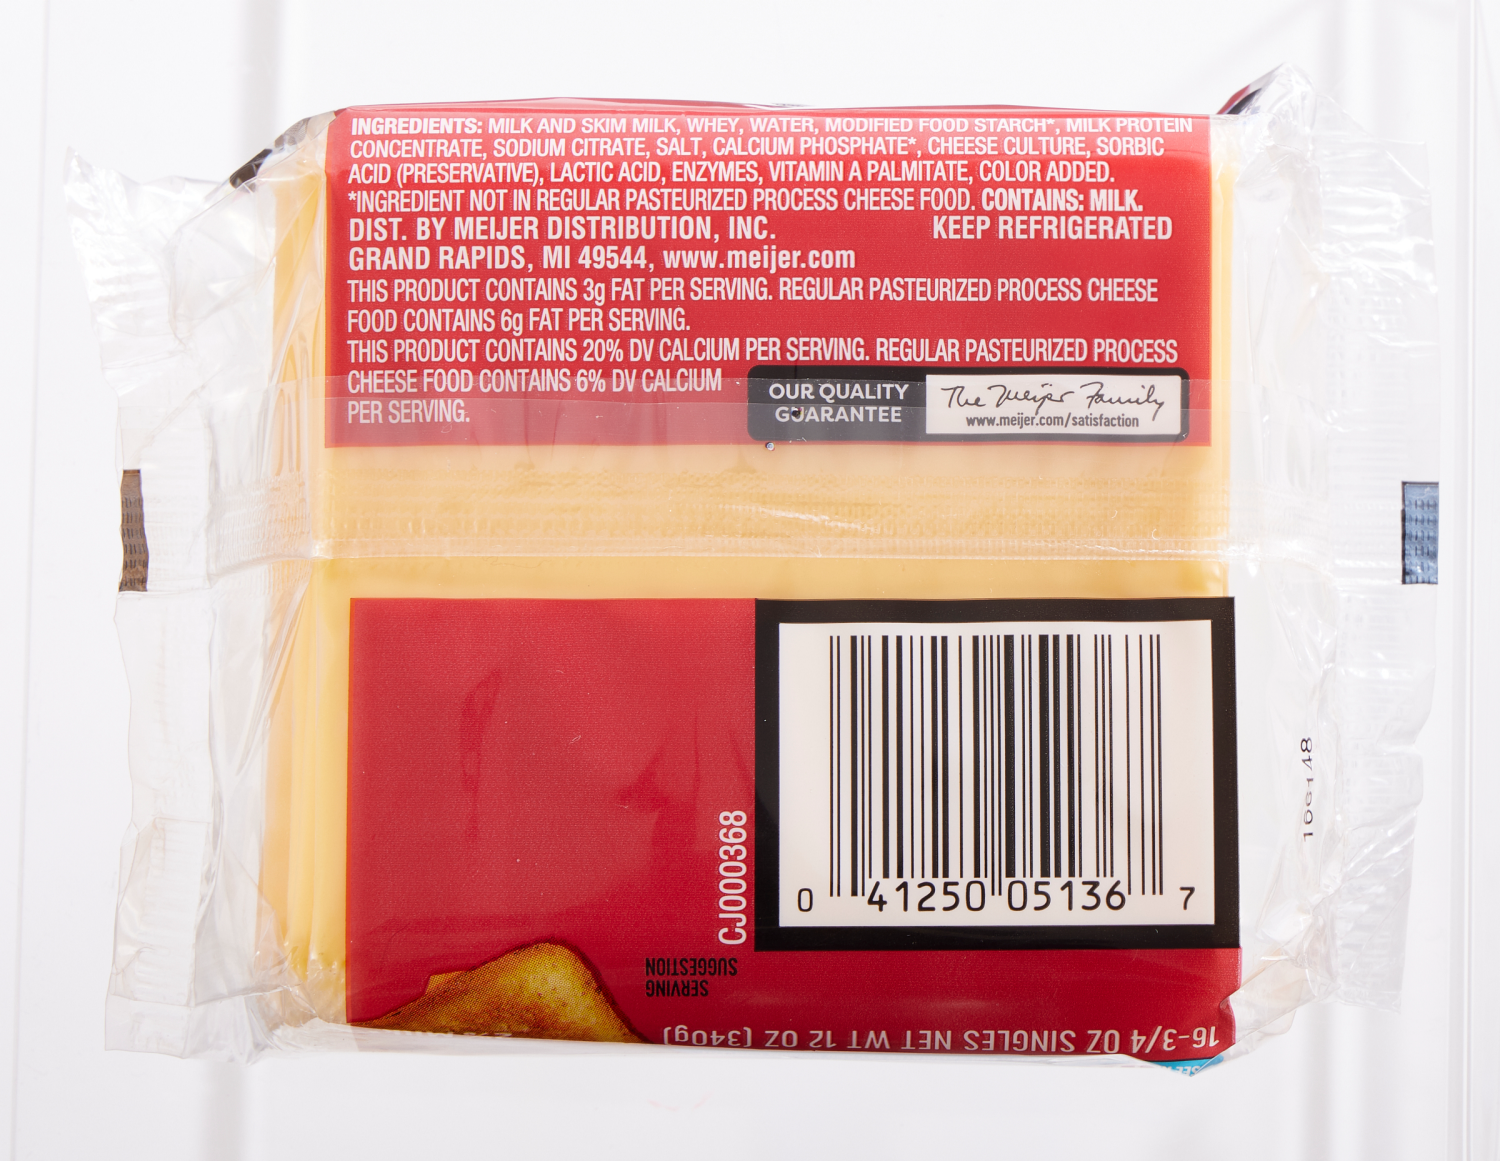 INGREDIENTS: MILK AND SKIM MILK, WHEY, WATER, MODIFIED FOOD STARCH*, MILK PROTEIN
CONCENTRATE, SODIUM CITRATE, SALT, CALCIUM PHOSPHATE*, CHEESE CULTURE, SORBIC
ACID (PRESERVATIVE), LACTIC ACID, ENZYMES, VITAMIN A PALMITATE, COLOR ADDED.
*INGREDIENT NOT IN REGULAR PASTEURIZED PROCESS CHEESE FOOD. CONTAINS: MILK.
DIST. BY MEIJER DISTRIBUTION, INC. KEEP REFRIGERATED
GRAND RAPIDS, MI 49544, www.meijer.com
THIS PRODUCT CONTAINS 3g FAT PER SERVING. REGULAR PASTEURIZED PROCESS CHEESE
FOOD CONTAINS 6g FAT PER SERVING.
THIS PRODUCT CONTAINS 20% DV CALCIUM PER SERVING. REGULAR PASTEURIZED PROCESS
CHEESE FOOD CONTAINS 6% DV CALCIUM
PER SERVING.
OUR QUALITY
GUARANTEE
The Meijer Family
www.meijer.com/satisfaction
CJ000368
0 41250 05136 7
SERVING
SUGGESTION
16-3/4 OZ SINGLES NET WT 12 OZ (340g)